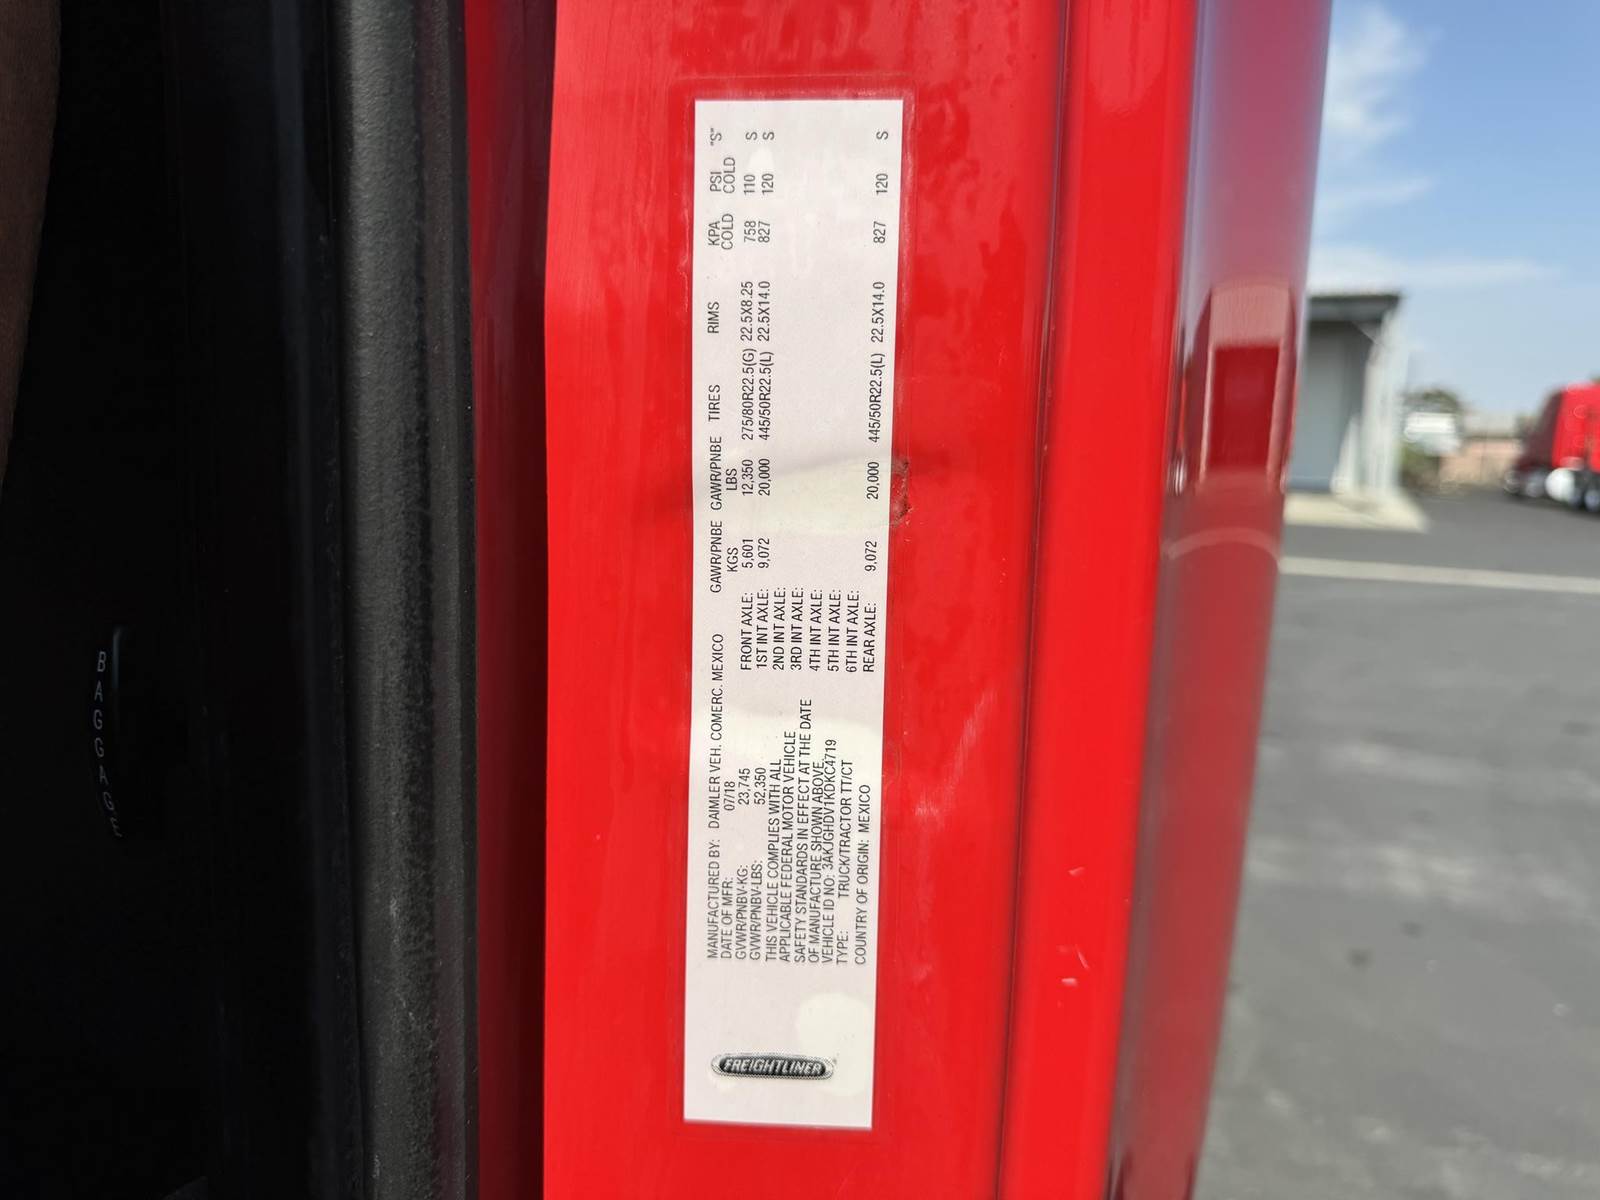 FREIGHTLINER
MANUFACTURED BY: DAIMLER VEH. COMERC. MEXICO
DATE OF MFR: 07/18
GVWR/PNBV-KG: 23,745
GVWR/PNBV-LBS: 52,350
THIS VEHICLE COMPLIES WITH ALL
APPLICABLE FEDERAL MOTOR VEHICLE
SAFETY STANDARDS IN EFFECT AT THE DATE
OF MANUFACTURE SHOWN ABOVE.
VEHICLE ID NO: 3AKJGHDV1KDKC4719
TYPE: TRUCK/TRACTOR TT/CT
COUNTRY OF ORIGIN: MEXICO
GAWR/PNBE KGS GAWR/PNBE LBS TIRES RIMS KPA COLD PSI COLD "S"
FRONT AXLE: 5,601 12,350 275/80R22.5(G) 22.5X8.25 758 110 S
1ST INT AXLE: 9,072 20,000 445/50R22.5(L) 22.5X14.0 827 120 S
2ND INT AXLE:
3RD INT AXLE:
4TH INT AXLE:
5TH INT AXLE:
6TH INT AXLE:
REAR AXLE: 9,072 20,000 445/50R22.5(L) 22.5X14.0 827 120 S
BAGGAGE